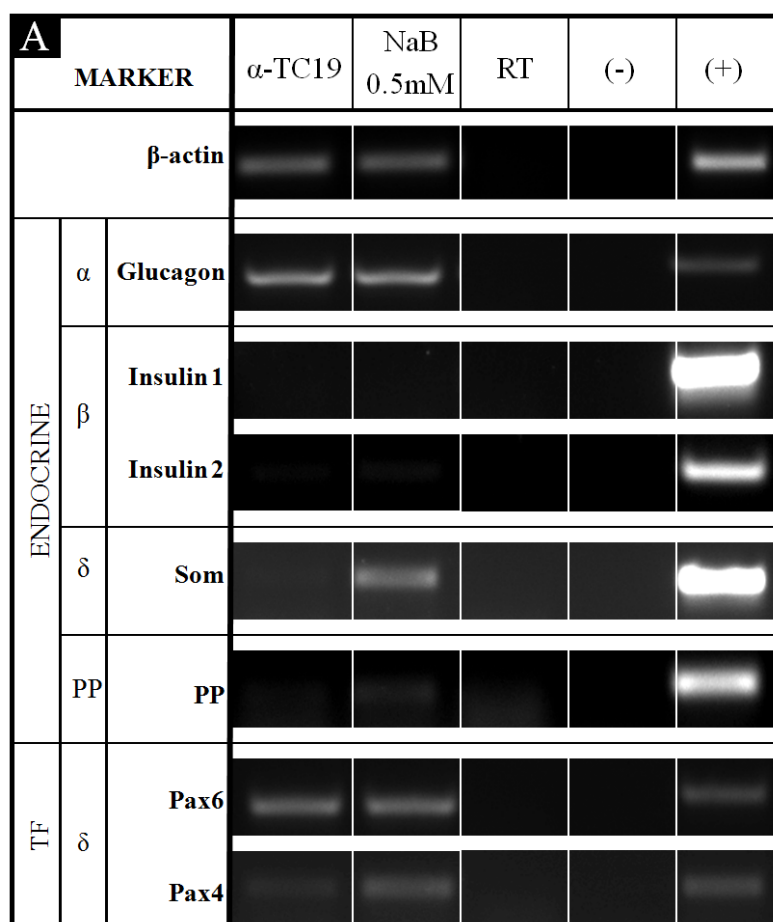 A
MARKER
α-TC19
NaB
0.5mM
RT
(-)
(+)
β-actin
ENDOCRINE
α
Glucagon
β
Insulin 1
Insulin 2
δ
Som
PP
PP
TF
δ
Pax6
Pax4